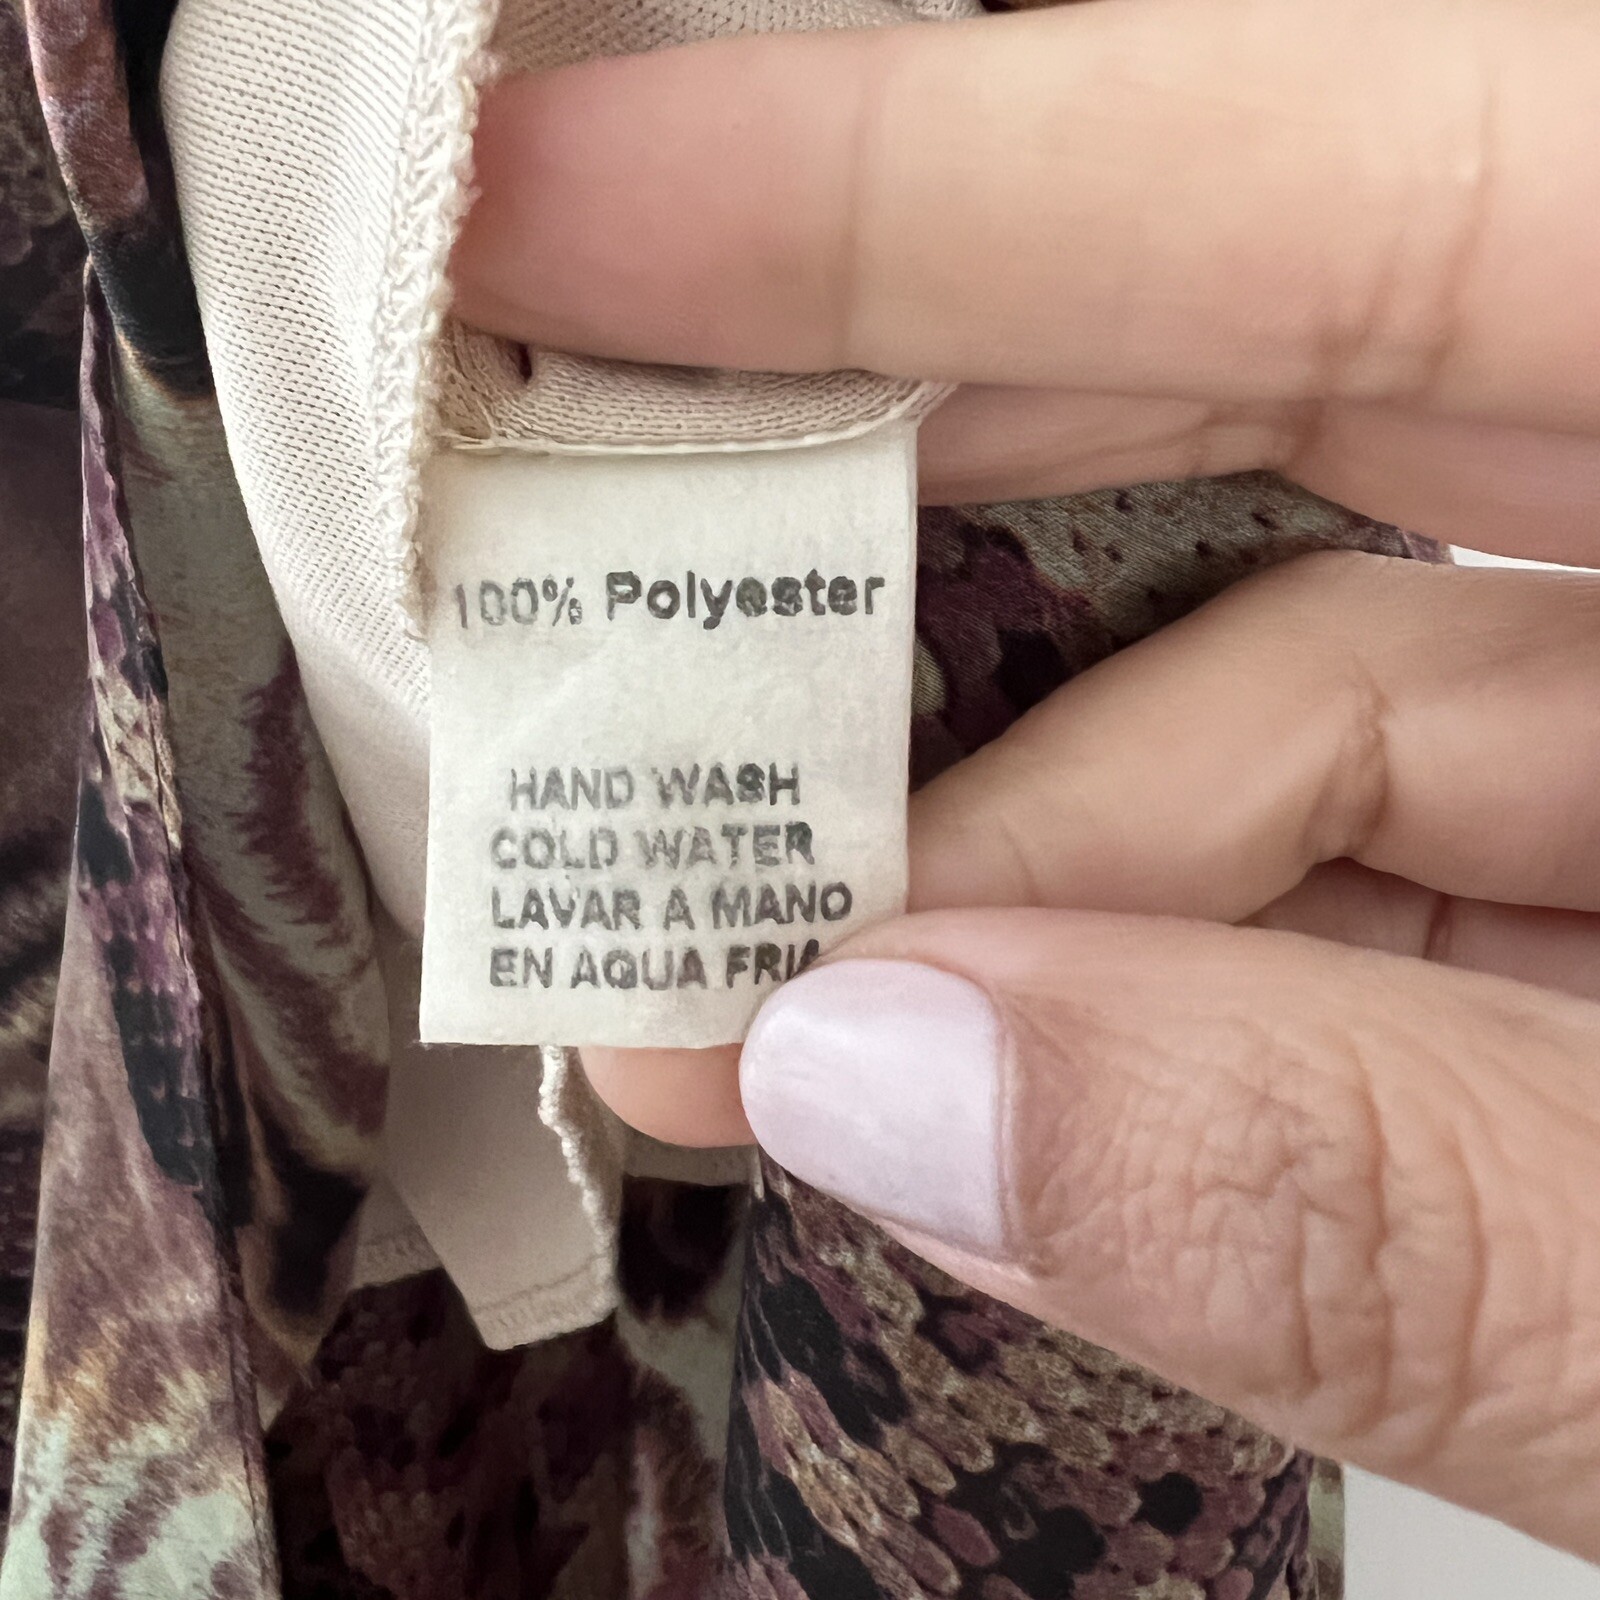 100% Polyester
HAND WASH
COLD WATER
LAVAR A MANO
EN AQUA FRIA